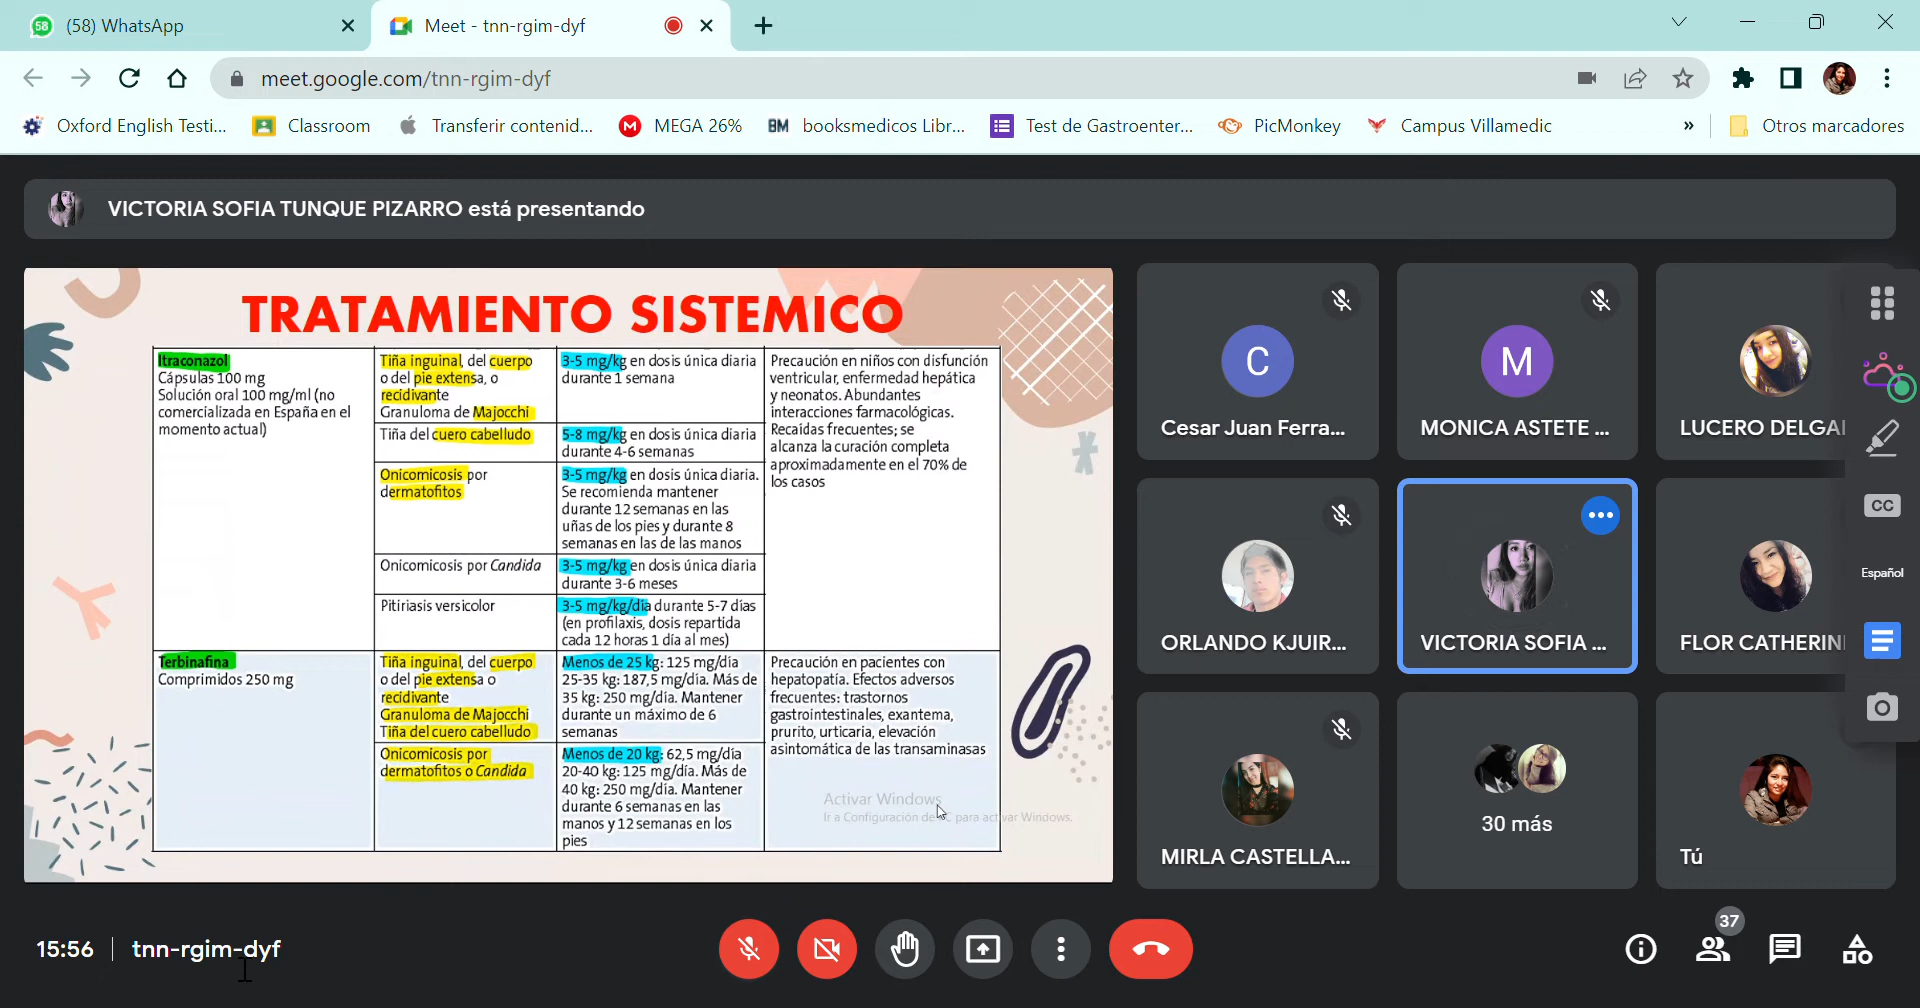 (58) WhatsApp
Meet - tnn-rgim-dyf
meet.google.com/tnn-rgim-dyf
Oxford English Testi...
Classroom
Transferir contenid...
MEGA 26%
BM booksmedicos Libr...
Test de Gastroenter...
PicMonkey
Campus Villamedic
»
Otros marcadores
VICTORIA SOFIA TUNQUE PIZARRO está presentando
TRATAMIENTO SISTEMICO
Itraconazol
Cápsulas 100 mg
Solución oral 100 mg/ml (no
comercializada en España en el
momento actual)
Tiña inguinal, del cuerpo
o del pie extensa, o
recidivante
Granuloma de Majocchi
3-5 mg/kg en dosis única diaria
durante 1 semana
Precaución en niños con disfunción
ventricular, enfermedad hepática
y neonatos. Abundantes
interacciones farmacológicas.
Recaídas frecuentes; se
alcanza la curación completa
aproximadamente en el 70% de
los casos
Tiña del cuero cabelludo
5-8 mg/kg en dosis única diaria
durante 4-6 semanas
Onicomicosis por
dermatofitos
3-5 mg/kg en dosis única diaria.
Se recomienda mantener
durante 12 semanas en las
uñas de los pies y durante 8
semanas en las de las manos
Onicomicosis por Candida
3-5 mg/kg en dosis única diaria
durante 3-6 meses
Pitiriasis versicolor
3-5 mg/kg/día durante 5-7 días
(en profilaxis, dosis repartida
cada 12 horas 1 día al mes)
Terbinafina
Comprimidos 250 mg
Tiña inguinal, del cuerpo
o del pie extensa o
recidivante
Granuloma de Majocchi
Tiña del cuero cabelludo
Menos de 25 kg: 125 mg/día
25-35 kg: 187,5 mg/día. Más de
35 kg: 250 mg/día. Mantener
durante un máximo de 6
semanas
Precaución en pacientes con
hepatopatía. Efectos adversos
frecuentes: trastornos
gastrointestinales, exantema,
prurito, urticaria, elevación
asintomática de las transaminasas
Onicomicosis por
dermatofitos o Candida
Menos de 20 kg: 62,5 mg/día
20-40 kg: 125 mg/día. Más de
40 kg: 250 mg/día. Mantener
durante 6 semanas en las
manos y 12 semanas en los
pies
Activar Windows
Ir a Configuración de para activar Windows.
C
Cesar Juan Ferra...
M
MONICA ASTETE ...
LUCERO DELGA
ORLANDO KJUIR...
VICTORIA SOFIA ...
FLOR CATHERIN
MIRLA CASTELLA...
30 más
Tú
CC
Español
15:56
tnn-rgim-dyf
37